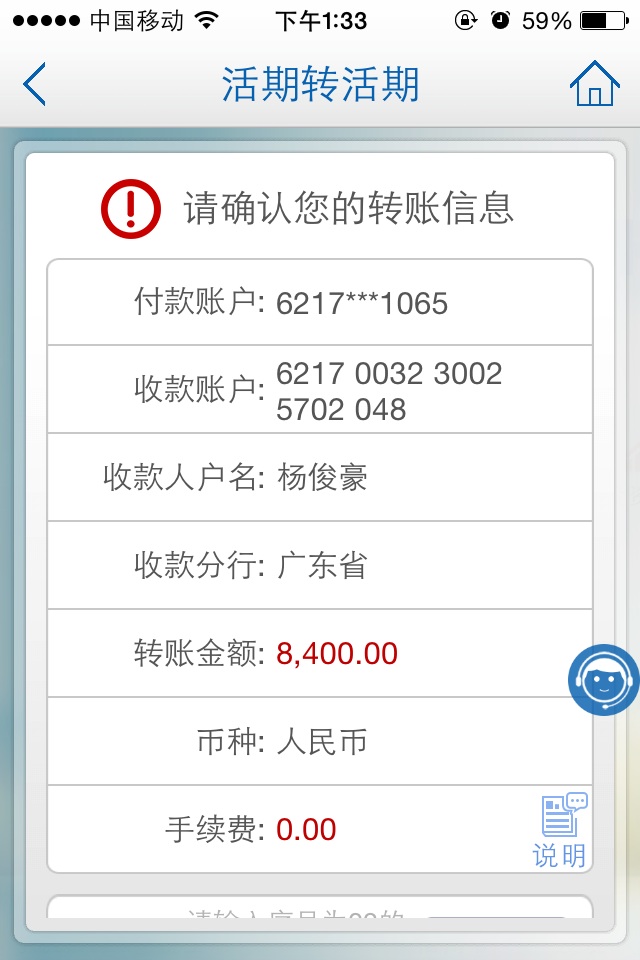 中国移动 下午1:33 59%
活期转活期
请确认您的转账信息
付款账户: 6217***1065
收款账户: 6217 0032 3002
5702 048
收款人户名: 杨俊豪
收款分行: 广东省
转账金额: 8,400.00
币种: 人民币
手续费: 0.00
说明